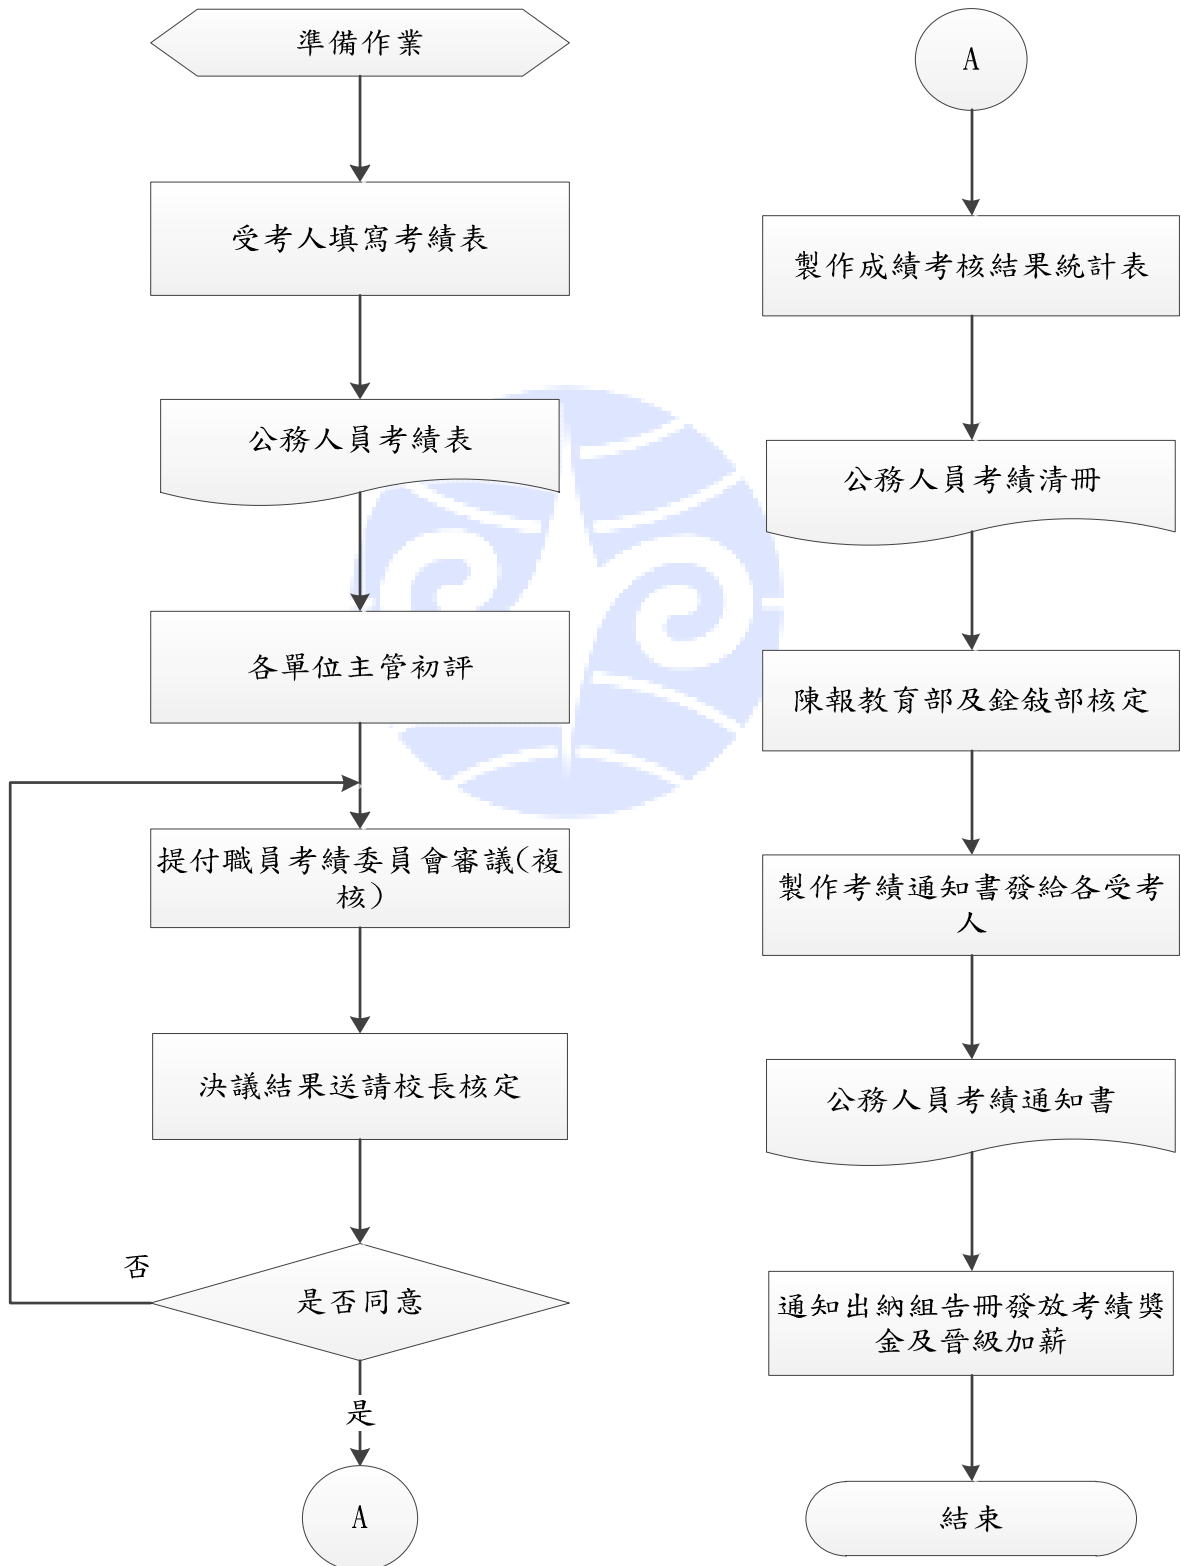 準備作業
受考人填寫考績表
公務人員考績表
各單位主管初評
提付職員考績委員會審議(複
核)
決議結果送請校長核定
否
是否同意
是
A
A
製作成績考核結果統計表
公務人員考績清冊
陳報教育部及銓敍部核定
製作考績通知書發給各受考
人
公務人員考績通知書
通知出納組告冊發放考績獎
金及晉級加薪
結束